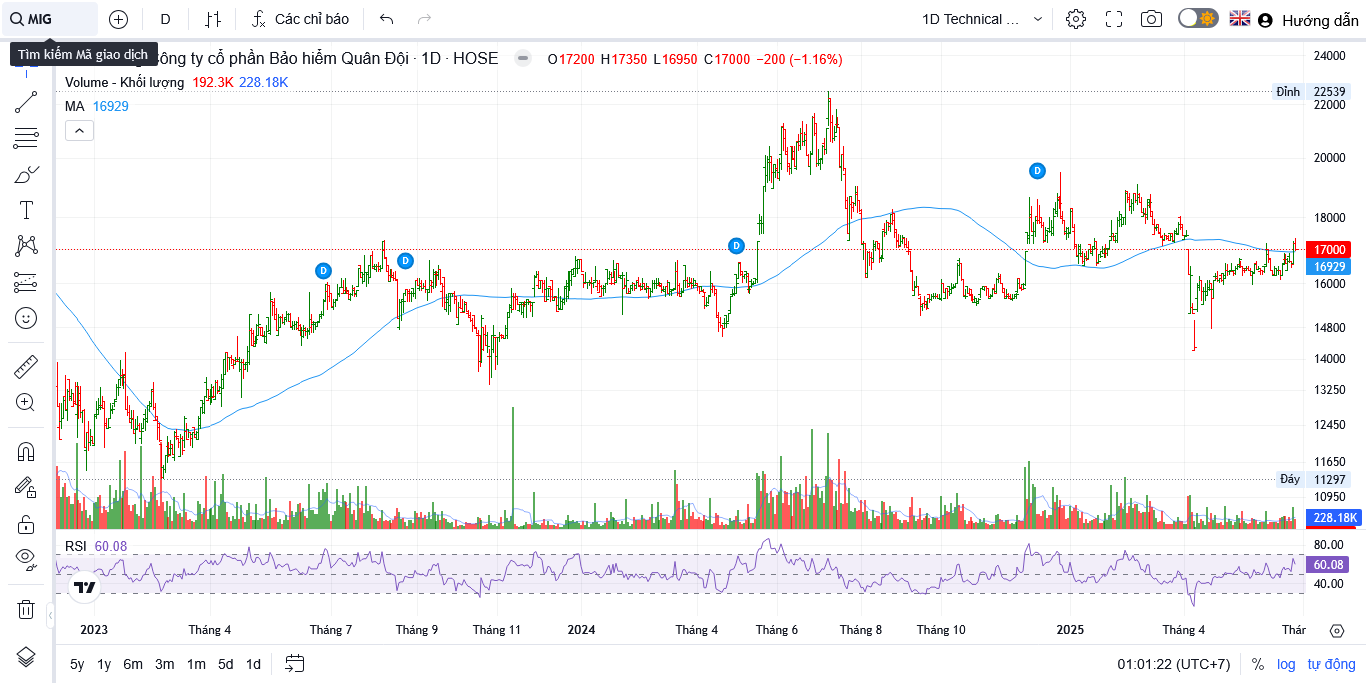 MIG
D
Các chỉ báo
1D Technical ...
Hướng dẫn
Tìm kiếm Mã giao dịch
Công ty cổ phần Bảo hiểm Quân Đội · 1D · HOSE
O17200 H17350 L16950 C17000 −200 (−1.16%)
Volume - Khối lượng 192.3K 228.18K
MA 16929
24000
Đỉnh 22539
22000
20000
18000
17000
16929
16000
14800
14000
13250
12450
11650
Đáy 11297
10950
228.18K
D
D
D
D
RSI 60.08
80.00
60.08
40.00
2023 Tháng 4 Tháng 7 Tháng 9 Tháng 11 2024 Tháng 4 Tháng 6 Tháng 8 Tháng 10 2025 Tháng 4 Thár
5y 1y 6m 3m 1m 5d 1d
01:01:22 (UTC+7) % log tự động